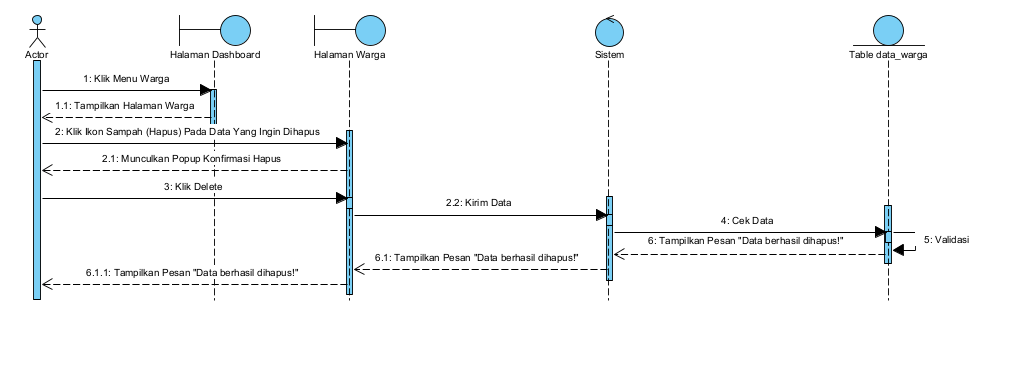 Actor
Halaman Dashboard
Halaman Warga
Sistem
Table data_warga
1: Klik Menu Warga
1.1: Tampilkan Halaman Warga
2: Klik Ikon Sampah (Hapus) Pada Data Yang Ingin Dihapus
2.1: Munculkan Popup Konfirmasi Hapus
3: Klik Delete
2.2: Kirim Data
4: Cek Data
5: Validasi
6: Tampilkan Pesan "Data berhasil dihapus!"
6.1: Tampilkan Pesan "Data berhasil dihapus!"
6.1.1: Tampilkan Pesan "Data berhasil dihapus!"